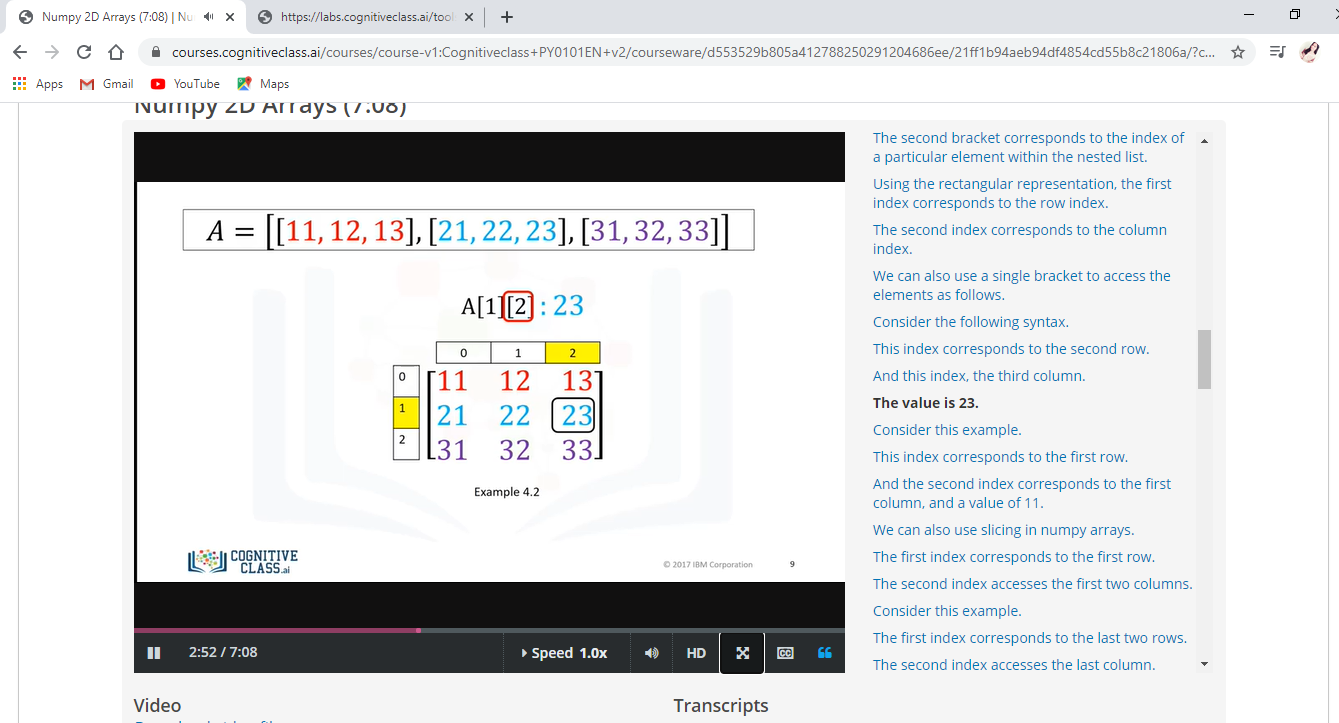 Numpy 2D Arrays (7:08) | Nu
https://labs.cognitiveclass.ai/tool
courses.cognitiveclass.ai/courses/course-v1:Cognitiveclass+PY0101EN+v2/courseware/d553529b805a412788250291204686ee/21ff1b94aeb94df4854cd55b8c21806a/?c...
Apps Gmail YouTube Maps
Numpy 2D Arrays (7:08)
A = [[11, 12, 13], [21, 22, 23], [31, 32, 33]]
A[1][2] : 23
0 1 2
0 11 12 13
1 21 22 23
2 31 32 33
Example 4.2
COGNITIVE
CLASS.ai
© 2017 IBM Corporation 9
2:52 / 7:08 Speed 1.0x HD CC
The second bracket corresponds to the index of
a particular element within the nested list.
Using the rectangular representation, the first
index corresponds to the row index.
The second index corresponds to the column
index.
We can also use a single bracket to access the
elements as follows.
Consider the following syntax.
This index corresponds to the second row.
And this index, the third column.
The value is 23.
Consider this example.
This index corresponds to the first row.
And the second index corresponds to the first
column, and a value of 11.
We can also use slicing in numpy arrays.
The first index corresponds to the first row.
The second index accesses the first two columns.
Consider this example.
The first index corresponds to the last two rows.
The second index accesses the last column.
Video
Transcripts